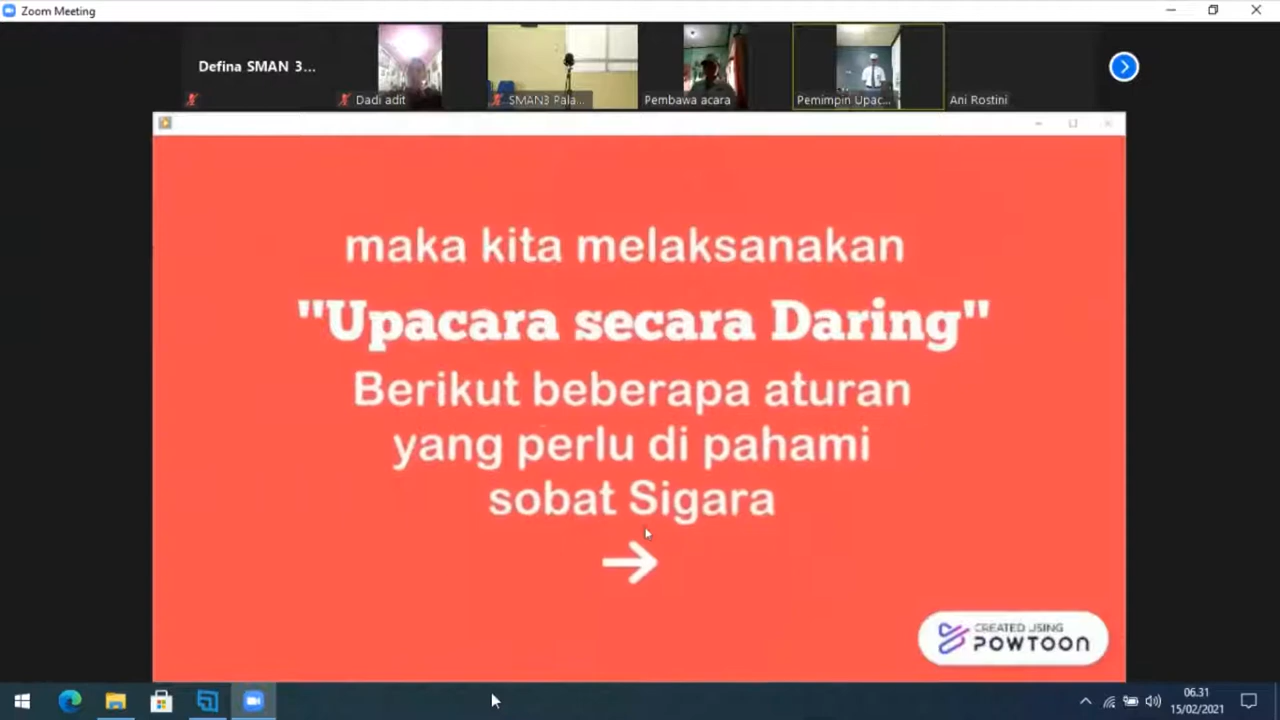 Zoom Meeting
Defina SMAN 3...
Dadi adit
SMAN3 Pala...
Pembawa acara
Pemimpin Upac...
Ani Rostini
maka kita melaksanakan
"Upacara secara Daring"
Berikut beberapa aturan
yang perlu di pahami
sobat Sigara
CREATED USING
POWTOON
06.31
15/02/2021